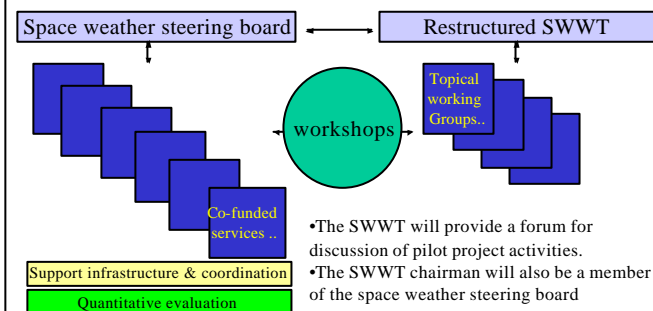 Space weather steering board
Restructured SWWT
Topical
working
Groups..
workshops
Co-funded
services ..
•The SWWT will provide a forum for
discussion of pilot project activities.
•The SWWT chairman will also be a member
of the space weather steering board
Support infrastructure & coordination
Quantitative evaluation